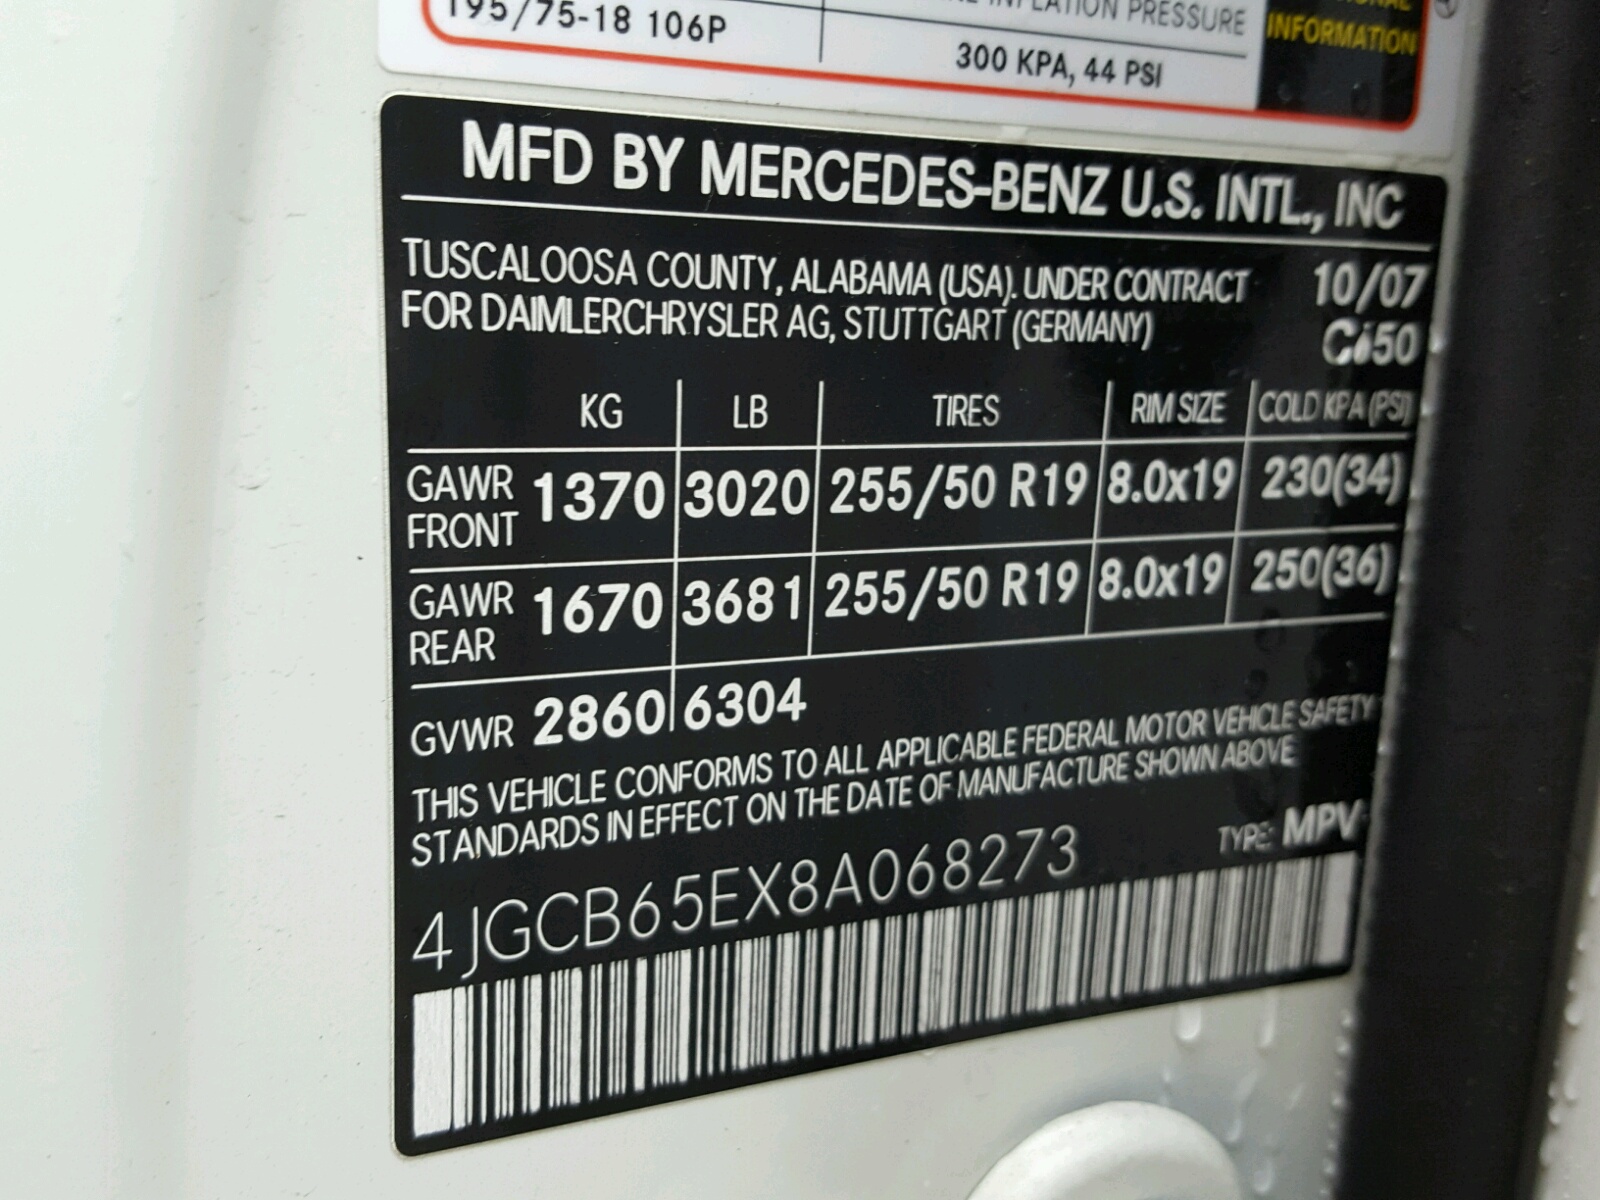 195/75-18 106P
INFLATION PRESSURE
300 KPA, 44 PSI
INFORMATION
MFD BY MERCEDES-BENZ U.S. INTL., INC
TUSCALOOSA COUNTY, ALABAMA (USA). UNDER CONTRACT 10/07
FOR DAIMLERCHRYSLER AG, STUTTGART (GERMANY)
KG LB TIRES RIM SIZE COLD KPA (PSI)
GAWR FRONT 1370 3020 255/50 R19 8.0x19 230(34)
GAWR REAR 1670 3681 255/50 R19 8.0x19 250(36)
GVWR 2860 6304
THIS VEHICLE CONFORMS TO ALL APPLICABLE FEDERAL MOTOR VEHICLE SAFETY
STANDARDS IN EFFECT ON THE DATE OF MANUFACTURE SHOWN ABOVE
TYPE: MPV
4JGCB65EX8A068273